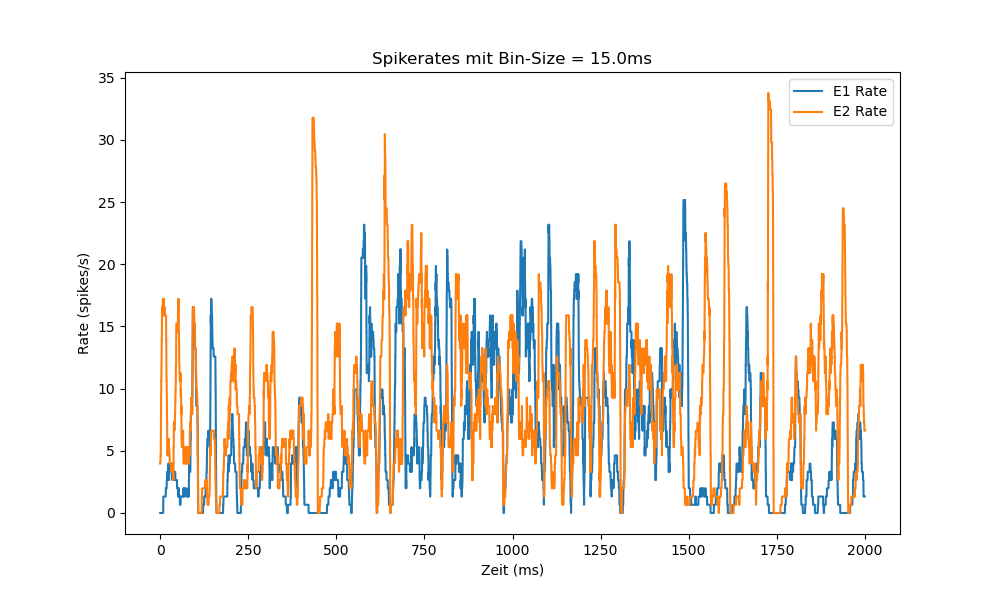 Spikerates mit Bin-Size = 15.0ms
35
30
25
20
15
10
5
0
Rate (spikes/s)
E1 Rate
E2 Rate
0 250 500 750 1000 1250 1500 1750 2000
Zeit (ms)